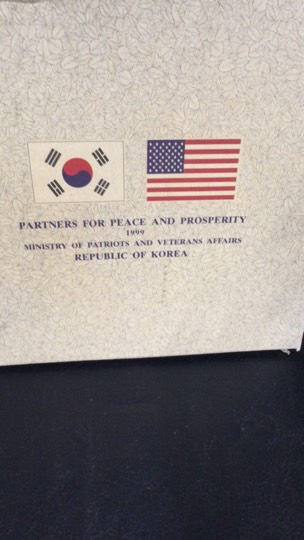 PARTNERS FOR PEACE AND PROSPERITY
1999
MINISTRY OF PATRIOTS AND VETERANS AFFAIRS
REPUBLIC OF KOREA